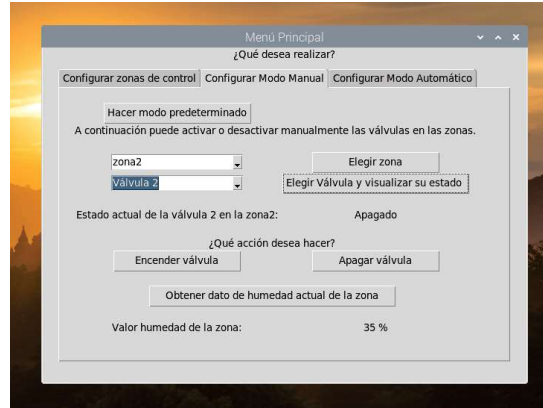 Menú Principal
¿Qué desea realizar?
Configurar zonas de control Configurar Modo Manual Configurar Modo Automático
Hacer modo predeterminado
A continuación puede activar o desactivar manualmente las válvulas en las zonas.
zona2 Elegir zona
Válvula 2 Elegir Válvula y visualizar su estado
Estado actual de la válvula 2 en la zona2: Apagado
¿Qué acción desea hacer?
Encender válvula Apagar válvula
Obtener dato de humedad actual de la zona
Valor humedad de la zona: 35 %